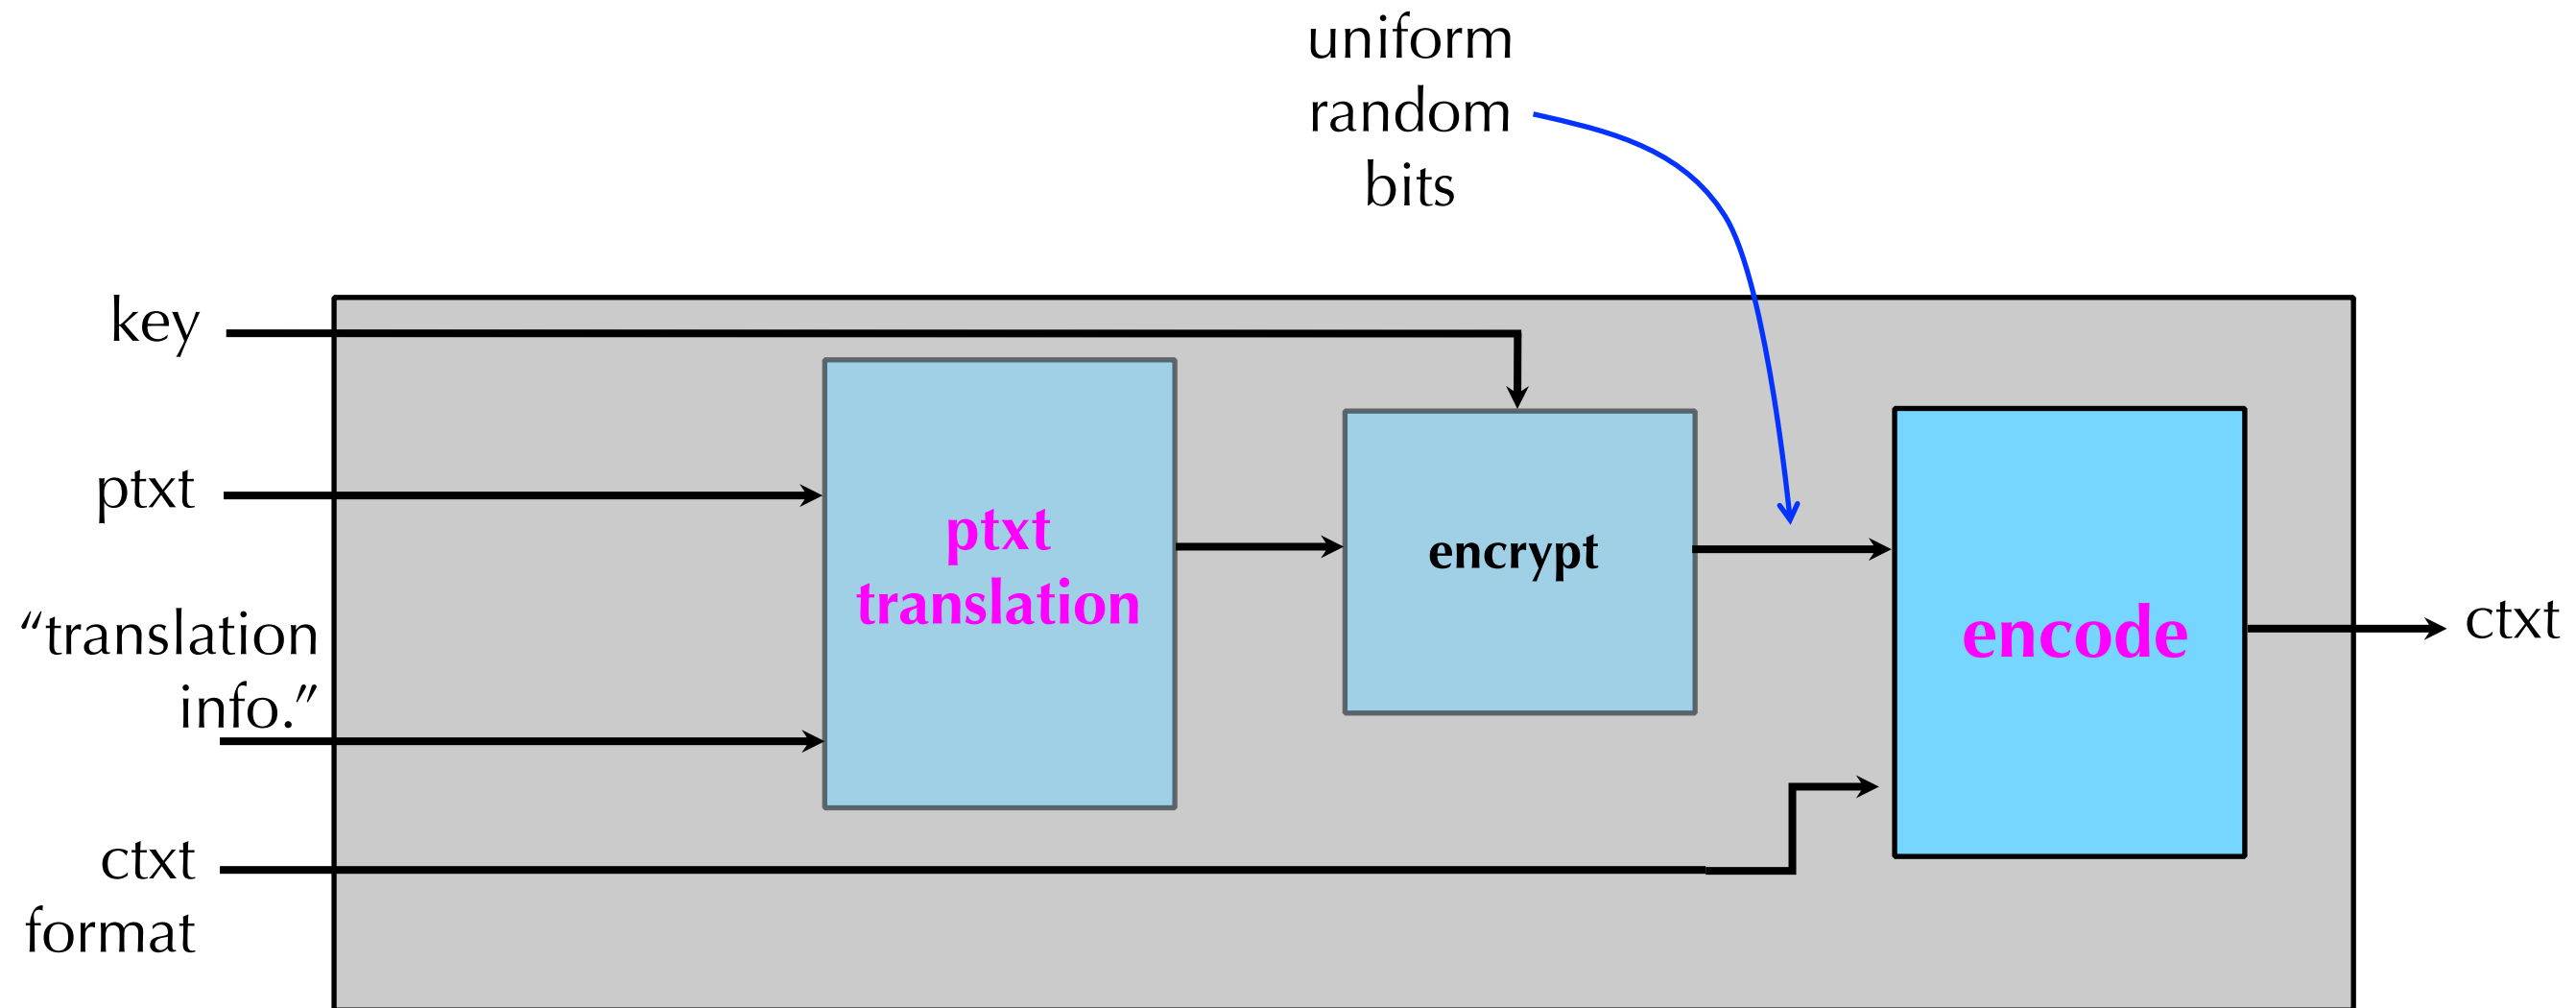 uniform
random
bits
key
ptxt
“translation
info.”
ctxt
format
ptxt
translation
encrypt
encode
ctxt